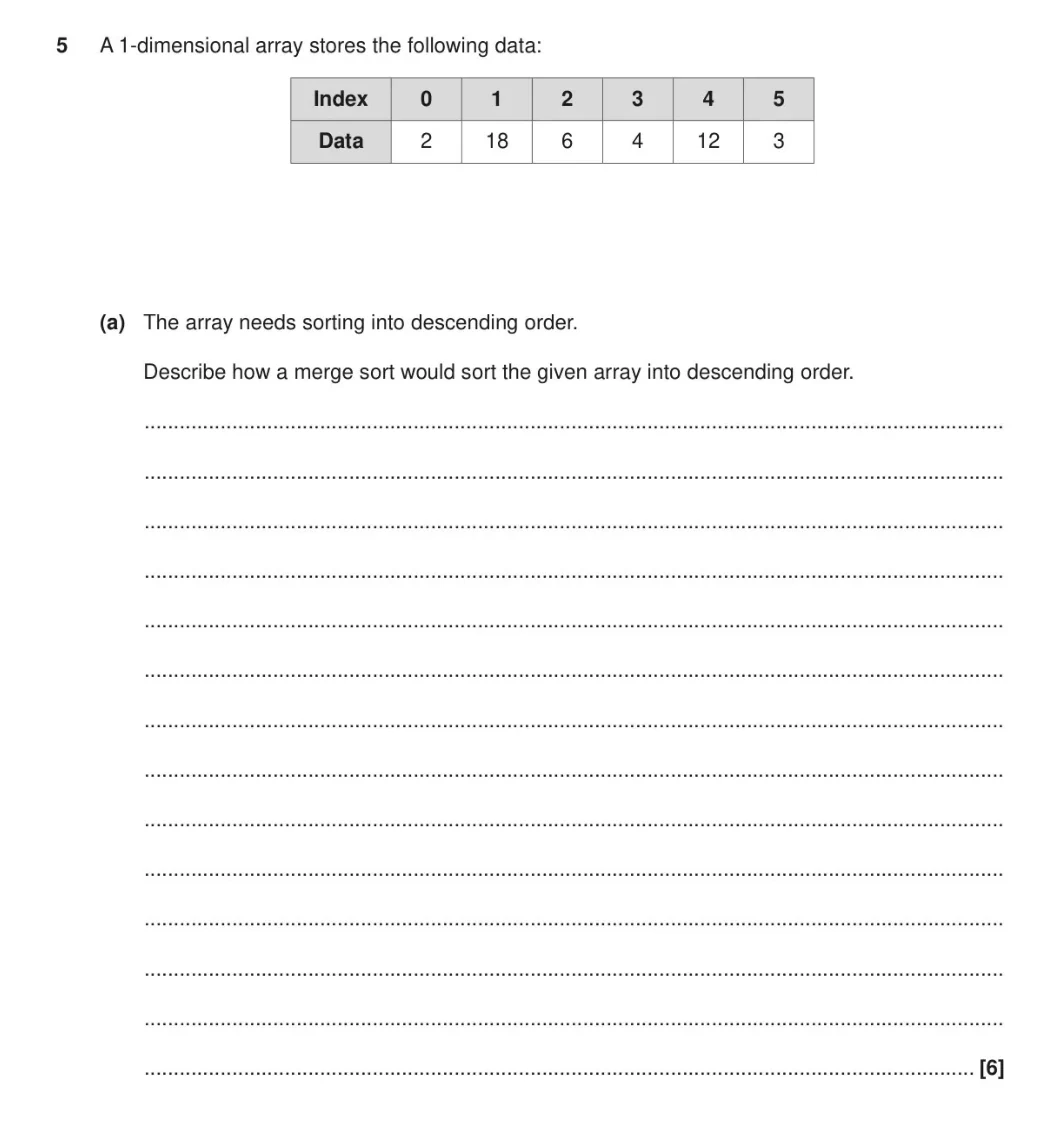 5 A 1-dimensional array stores the following data:
Index 0 1 2 3 4 5
Data 2 18 6 4 12 3
(a) The array needs sorting into descending order.
Describe how a merge sort would sort the given array into descending order.
[6]